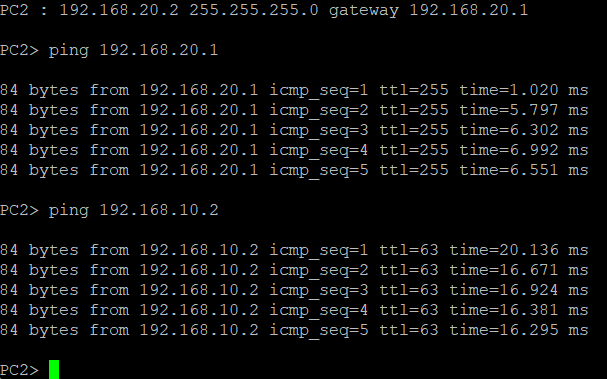 PC2 : 192.168.20.2 255.255.255.0 gateway 192.168.20.1
PC2> ping 192.168.20.1
84 bytes from 192.168.20.1 icmp_seq=1 ttl=255 time=1.020 ms
84 bytes from 192.168.20.1 icmp_seq=2 ttl=255 time=5.797 ms
84 bytes from 192.168.20.1 icmp_seq=3 ttl=255 time=6.302 ms
84 bytes from 192.168.20.1 icmp_seq=4 ttl=255 time=6.992 ms
84 bytes from 192.168.20.1 icmp_seq=5 ttl=255 time=6.551 ms
PC2> ping 192.168.10.2
84 bytes from 192.168.10.2 icmp_seq=1 ttl=63 time=20.136 ms
84 bytes from 192.168.10.2 icmp_seq=2 ttl=63 time=16.671 ms
84 bytes from 192.168.10.2 icmp_seq=3 ttl=63 time=16.924 ms
84 bytes from 192.168.10.2 icmp_seq=4 ttl=63 time=16.381 ms
84 bytes from 192.168.10.2 icmp_seq=5 ttl=63 time=16.295 ms
PC2>